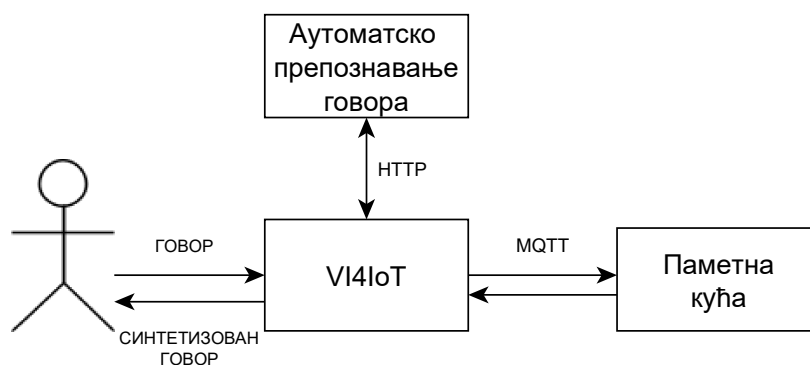 Аутоматско
препознавање
говора
HTTP
ГОВОР
VI4IoT
MQTT
Паметна
кућа
СИНТЕТИЗОВАН
ГОВОР